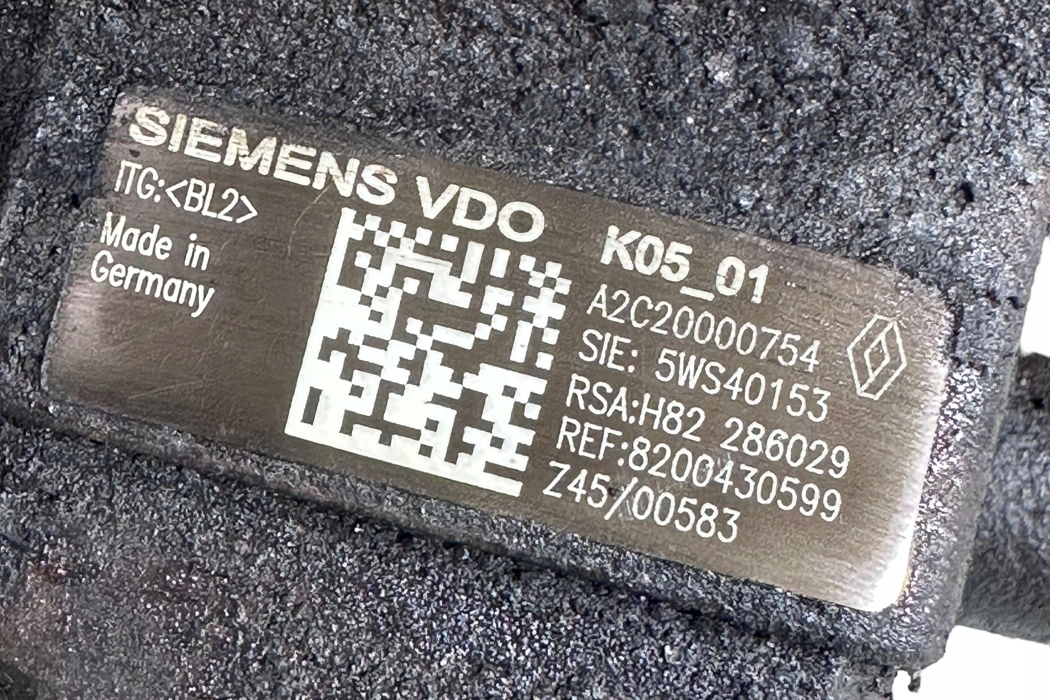 SIEMENS VDO
ITG:<BL2>
Made in
Germany
K05_01
A2C20000754
SIE: 5WS40153
RSA:H82 286029
REF:8200430599
Z45/00583